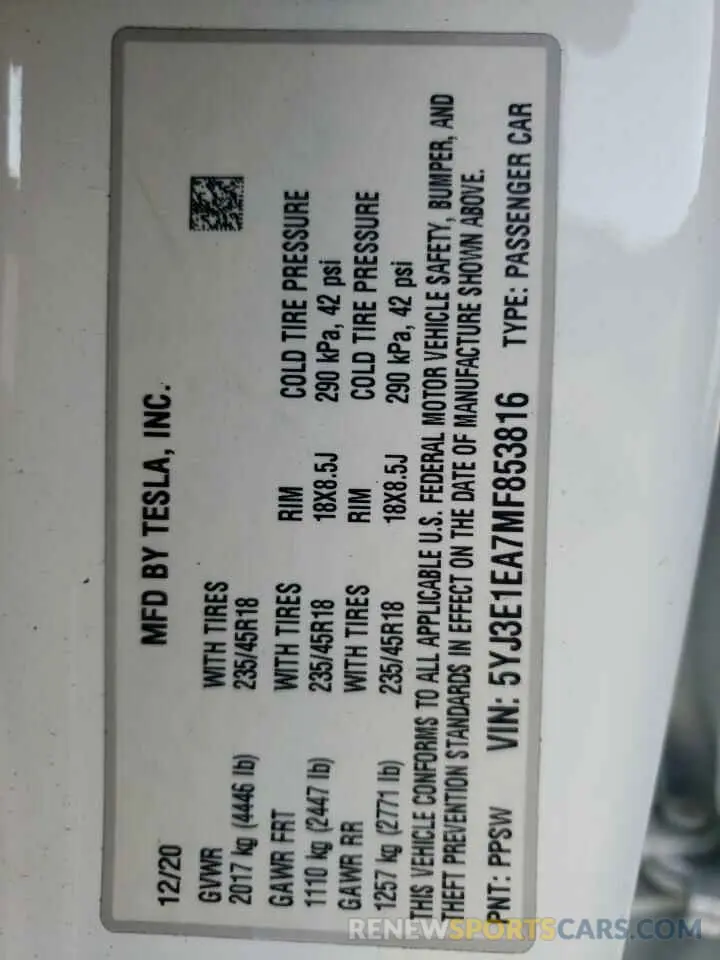 12/20 MFD BY TESLA, INC.
GVWR WITH TIRES
2017 kg (4446 lb) 235/45R18
GAWR FRT WITH TIRES RIM COLD TIRE PRESSURE
1110 kg (2447 lb) 235/45R18 18X8.5J 290 kPa, 42 psi
GAWR RR WITH TIRES RIM COLD TIRE PRESSURE
1257 kg (2771 lb) 235/45R18 18X8.5J 290 kPa, 42 psi
THIS VEHICLE CONFORMS TO ALL APPLICABLE U.S. FEDERAL MOTOR VEHICLE SAFETY, BUMPER, AND
THEFT PREVENTION STANDARDS IN EFFECT ON THE DATE OF MANUFACTURE SHOWN ABOVE.
PNT: PPSW VIN: 5YJ3E1EA7MF853816 TYPE: PASSENGER CAR
RENEWSPORTSCARS.COM